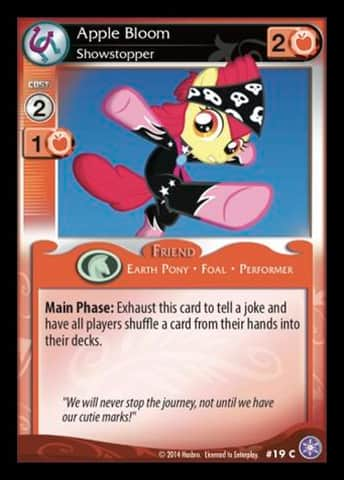 Apple Bloom
Showstopper
2
COST
2
1
FRIEND
EARTH PONY • FOAL • PERFORMER
Main Phase: Exhaust this card to tell a joke and
have all players shuffle a card from their hands into
their decks.
"We will never stop the journey, not until we have
our cutie marks!"
© 2014 Hasbro. Licensed to Enterplay.
#19 C